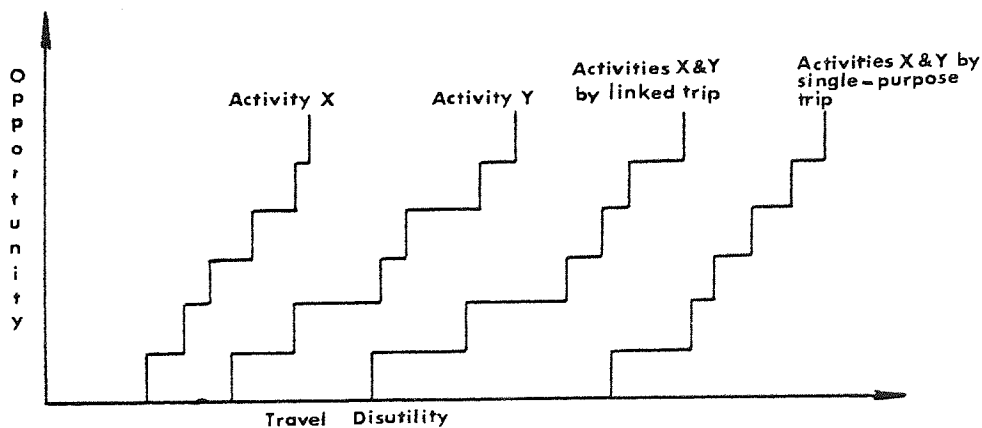 Opportunity
Activity X
Activity Y
Activities X&Y
by linked trip
Activities X&Y by
single-purpose
trip
Travel Disutility